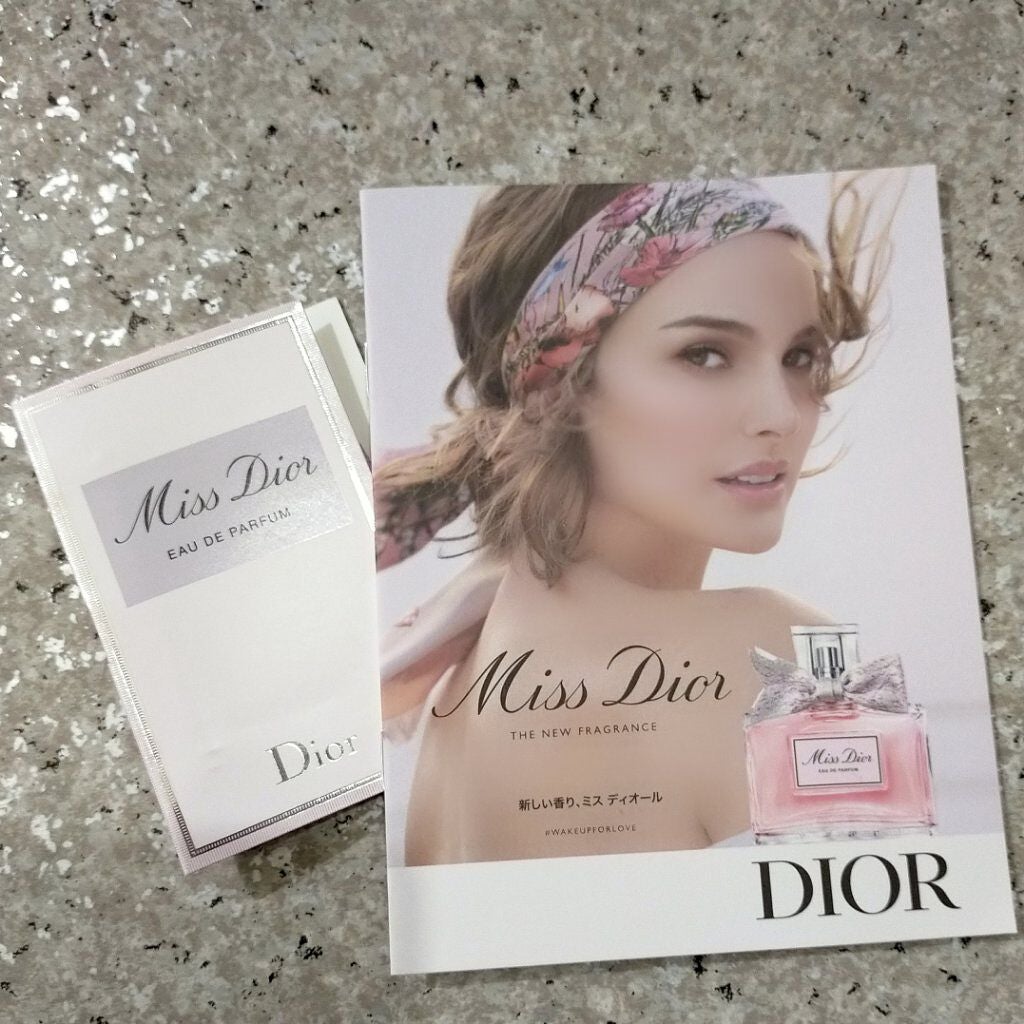 Miss Dior
EAU DE PARFUM
Dior
Miss Dior
THE NEW FRAGRANCE
新しい香り、ミス ディオール
#WAKEUPFORLOVE
Miss Dior
EAU DE PARFUM
DIOR